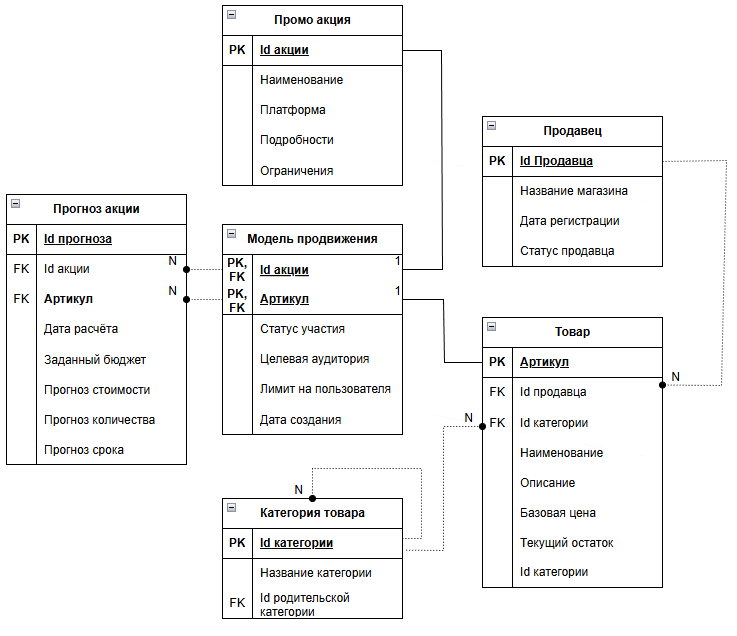 Промо акция
PK Id акции
Наименование
Платформа
Подробности
Ограничения
Продавец
PK Id Продавца
Название магазина
Дата регистрации
Статус продавца
Прогноз акции
PK Id прогноза
FK Id акции N
FK Артикул N
Дата расчёта
Заданный бюджет
Прогноз стоимости
Прогноз количества
Прогноз срока
Модель продвижения
PK, FK Id акции 1
PK, FK Артикул 1
Статус участия
Целевая аудитория
Лимит на пользователя
Дата создания
Товар
PK Артикул
N
FK Id продавца
N FK Id категории
Наименование
Описание
Базовая цена
Текущий остаток
Id категории
N
Категория товара
PK Id категории
Название категории
FK Id родительской
категории